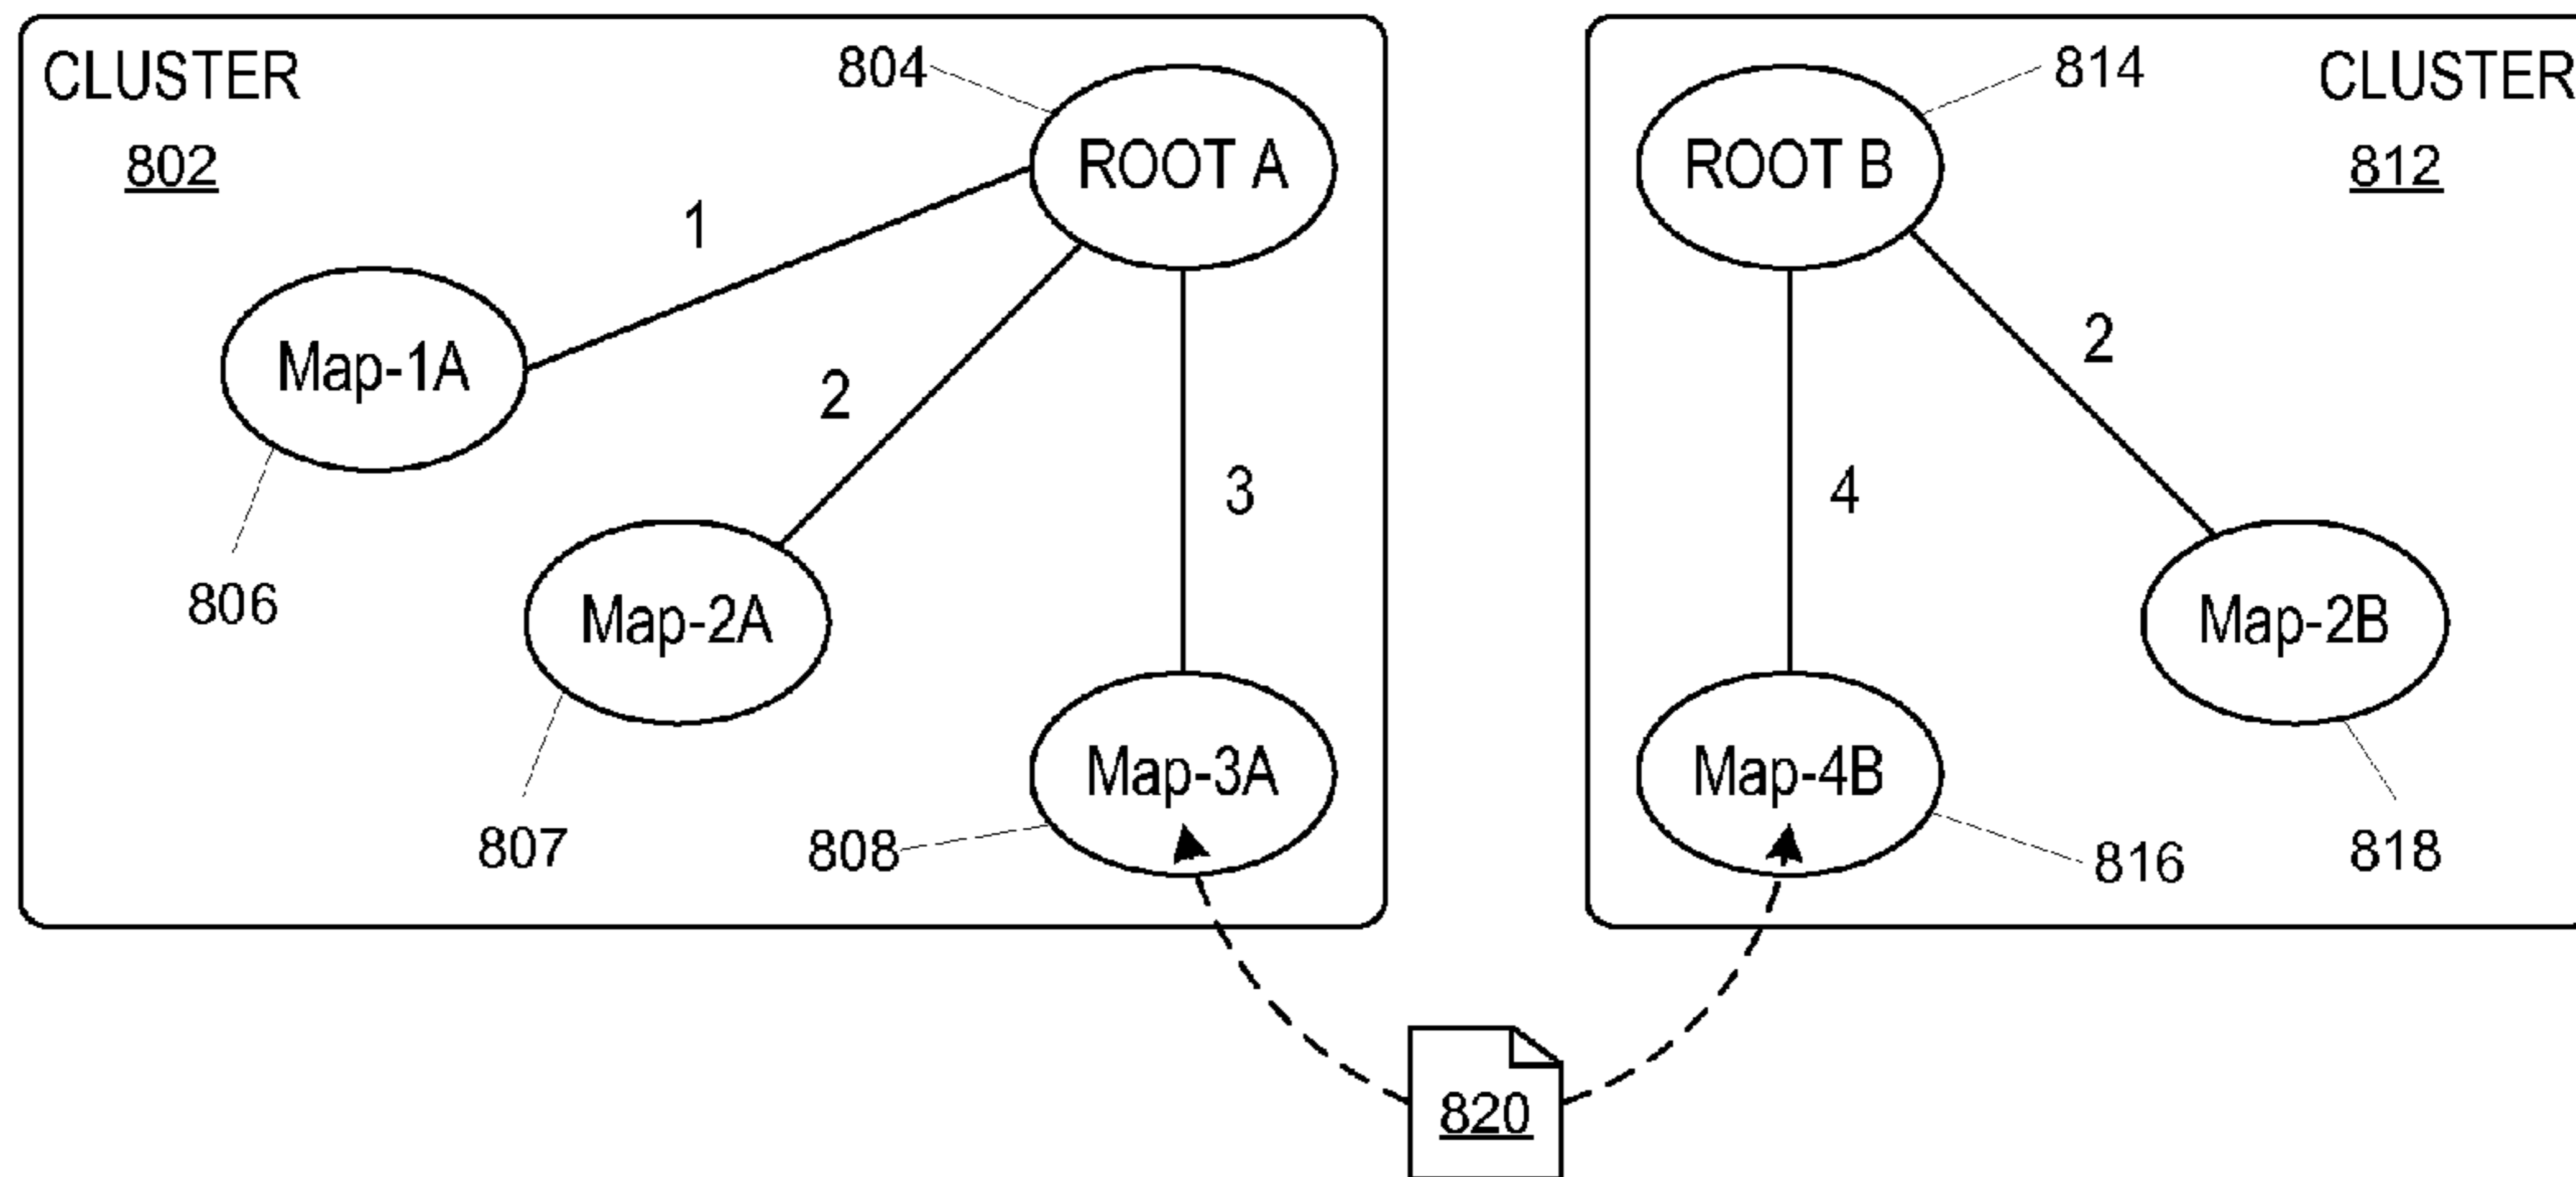 CLUSTER
802
804
ROOT A
1
2
3
Map-1A
806
Map-2A
807
Map-3A
808
ROOT B
814
CLUSTER
812
4
2
Map-4B
816
Map-2B
818
820